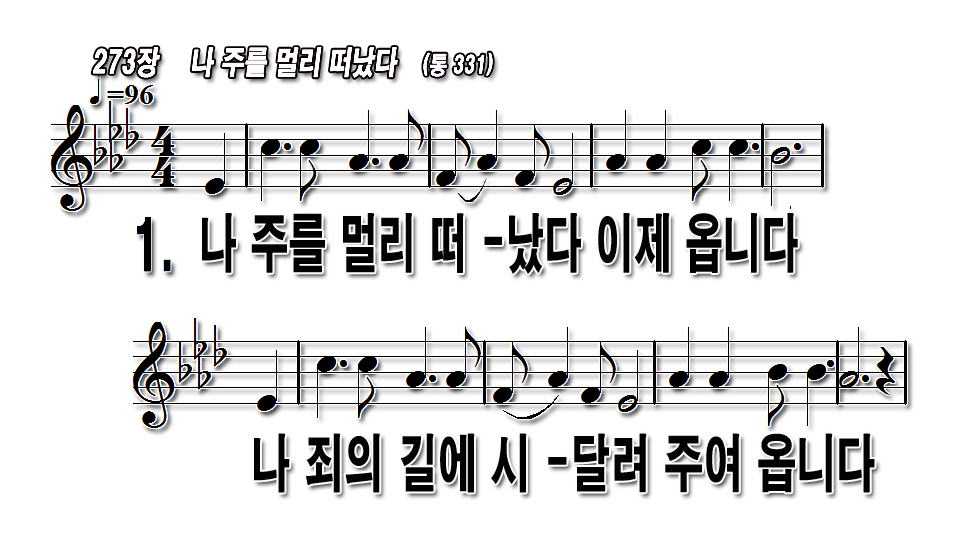 273장 나 주를 멀리 떠났다 (통 331)
♩=96
4
4
1. 나 주를 멀리 떠 -났다 이제 옵니다
나 죄의 길에 시 -달려 주여 옵니다